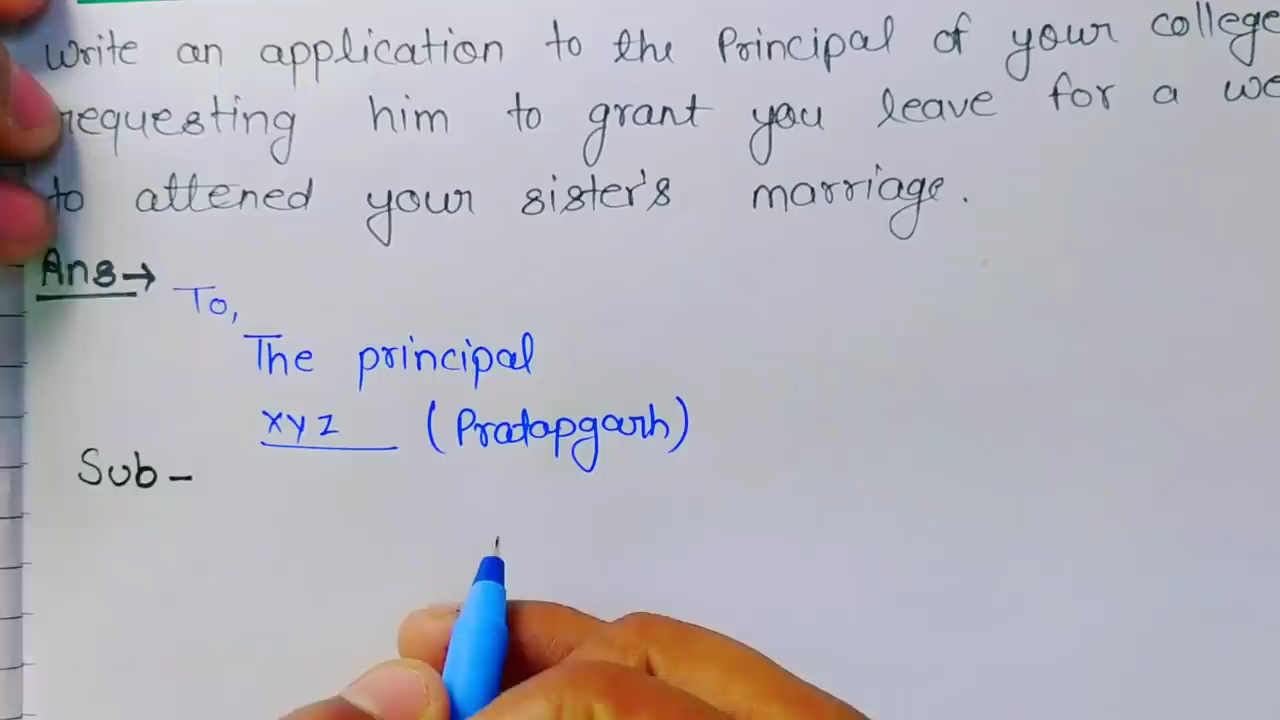 Write an application to the Principal of your college
requesting him to grant you leave for a we
to attened your sister's marriage.
Ans→
To,
The principal
xyz (Pratapgarh)
Sub-